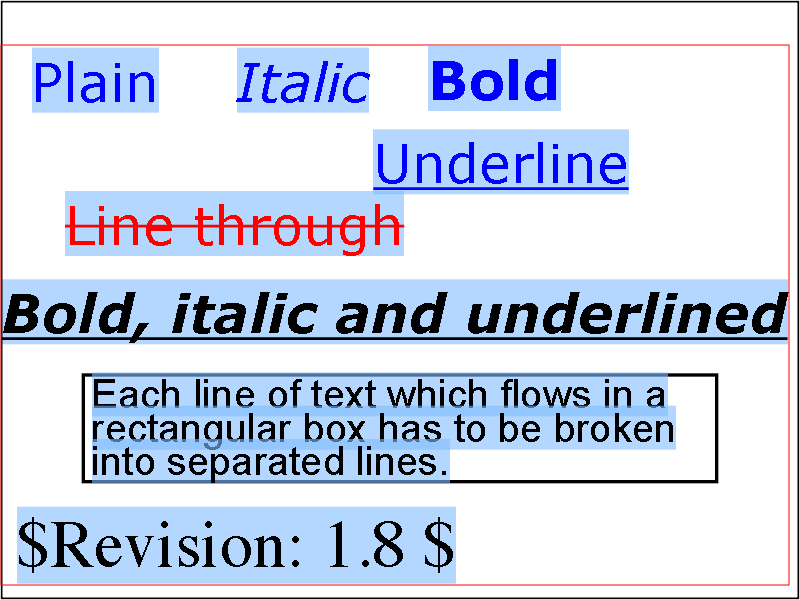 Plain Italic Bold
Underline
Line through
Bold, italic and underlined
Each line of text which flows in a
rectangular box has to be broken
into separated lines.
$Revision: 1.8 $